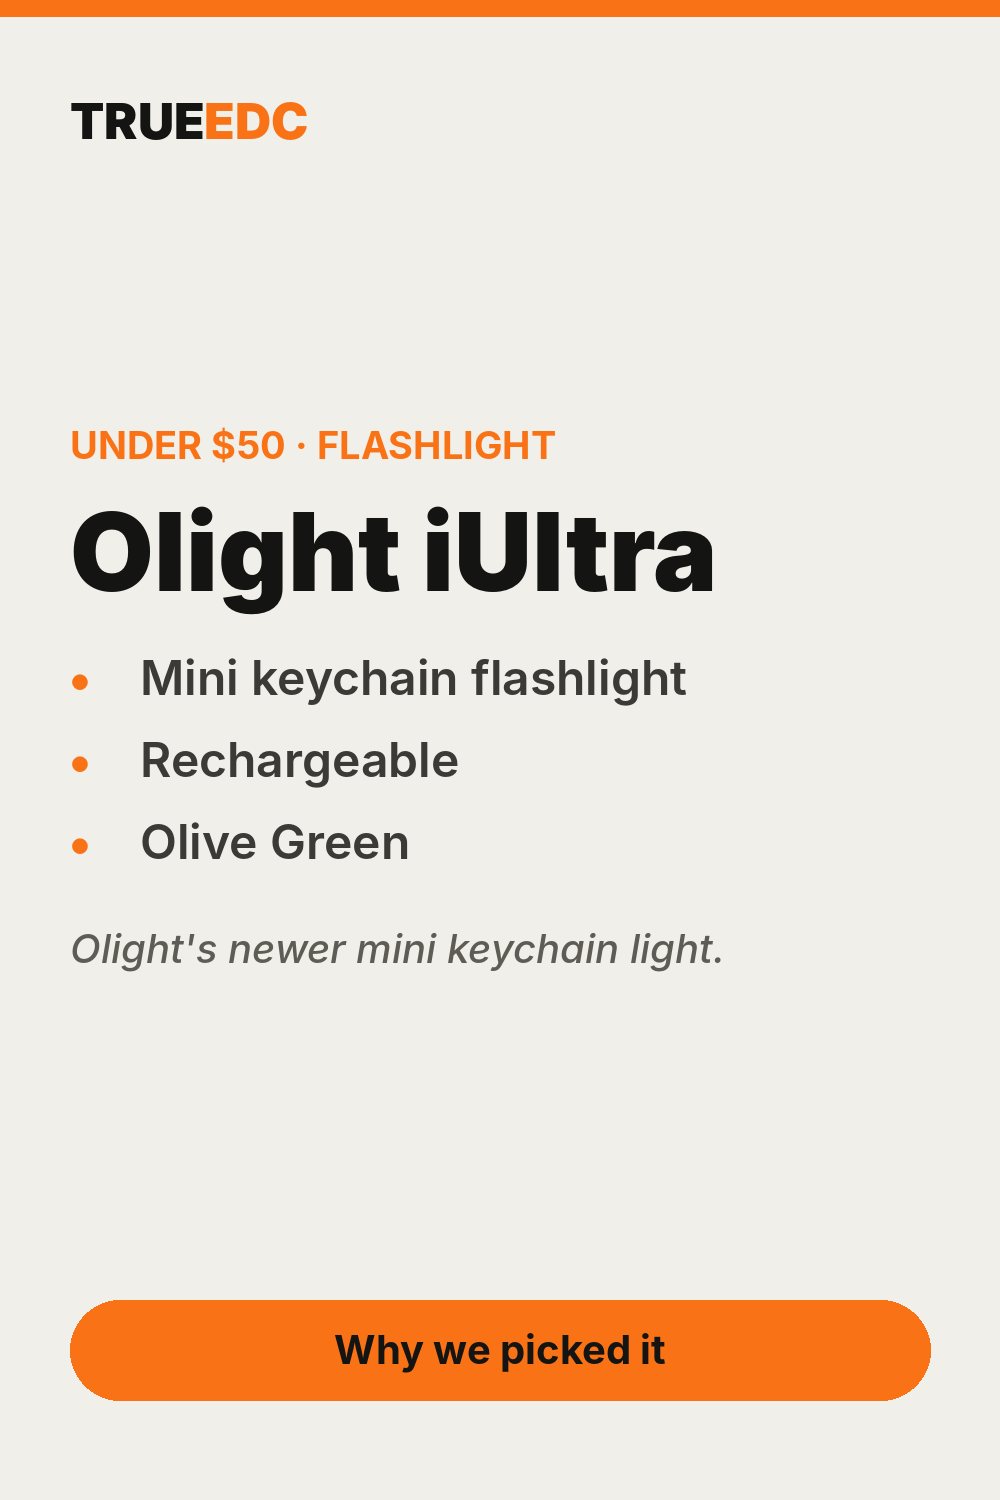 TRUEEDC
UNDER $50 · FLASHLIGHT
Olight iUltra
• Mini keychain flashlight
• Rechargeable
• Olive Green
Olight's newer mini keychain light.
Why we picked it